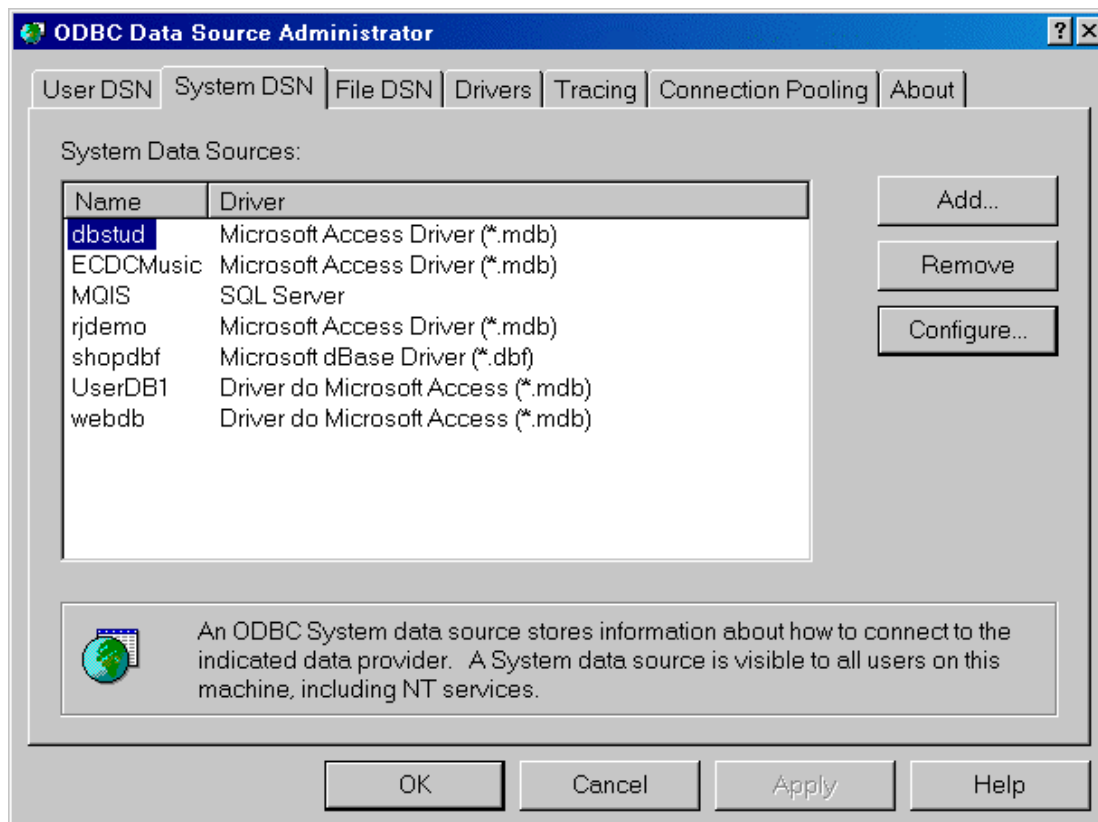 ODBC Data Source Administrator
User DSN System DSN File DSN Drivers Tracing Connection Pooling About
System Data Sources:
Name Driver
dbstud Microsoft Access Driver (*.mdb)
ECDCMusic Microsoft Access Driver (*.mdb)
MQIS SQL Server
rjdemo Microsoft Access Driver (*.mdb)
shopdbf Microsoft dBase Driver (*.dbf)
UserDB1 Driver do Microsoft Access (*.mdb)
webdb Driver do Microsoft Access (*.mdb)
Add...
Remove
Configure...
An ODBC System data source stores information about how to connect to the
indicated data provider. A System data source is visible to all users on this
machine, including NT services.
OK Cancel Apply Help